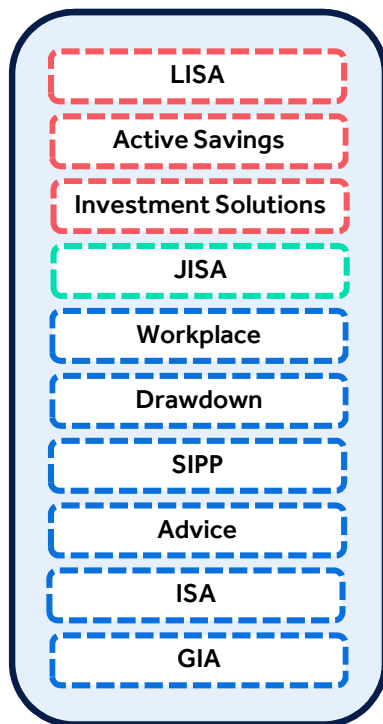 LISA
Active Savings
Investment Solutions
JISA
Workplace
Drawdown
SIPP
Advice
ISA
GIA